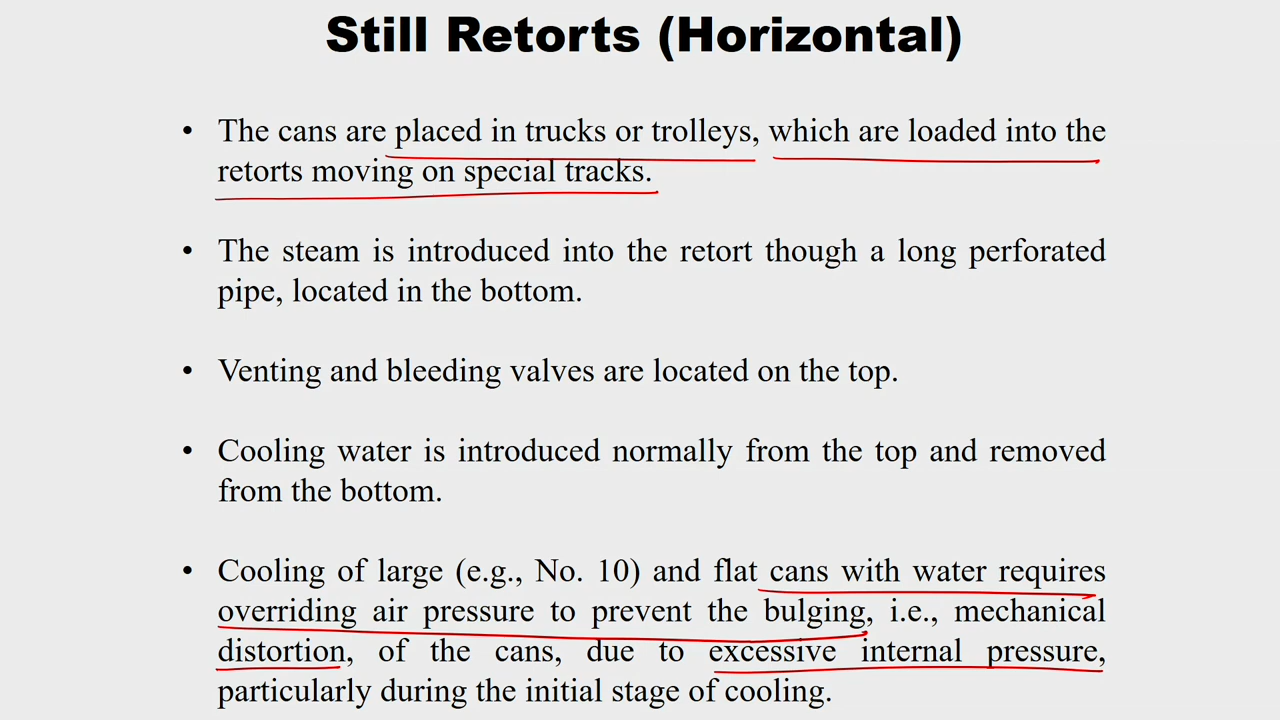 Still Retorts (Horizontal)
• The cans are placed in trucks or trolleys, which are loaded into the
retorts moving on special tracks.
• The steam is introduced into the retort though a long perforated
pipe, located in the bottom.
• Venting and bleeding valves are located on the top.
• Cooling water is introduced normally from the top and removed
from the bottom.
• Cooling of large (e.g., No. 10) and flat cans with water requires
overriding air pressure to prevent the bulging, i.e., mechanical
distortion, of the cans, due to excessive internal pressure,
particularly during the initial stage of cooling.